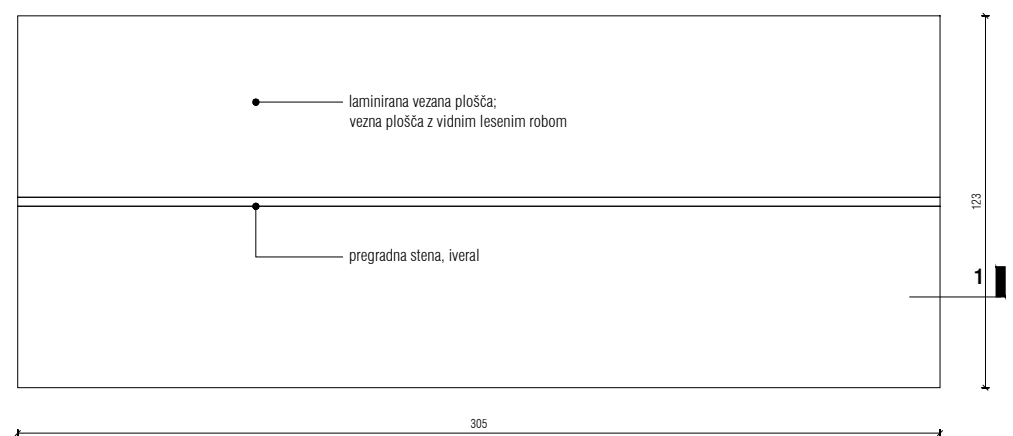 laminirana vezana plošča;
vezna plošča z vidnim lesenim robom
123
pregradna stena, iveral
1
305